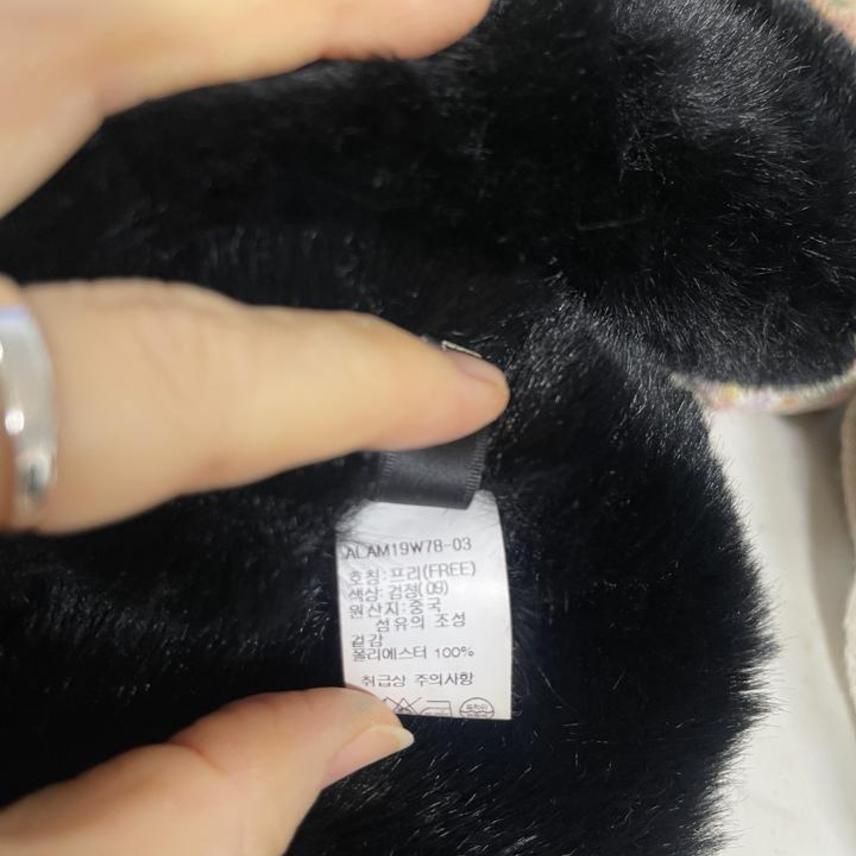 ALAM19W78-03
호칭:프리(FREE)
색상:검정(09)
원산지:중국
섬유의 조성
겉감
폴리에스터 100%
취급상 주의사항